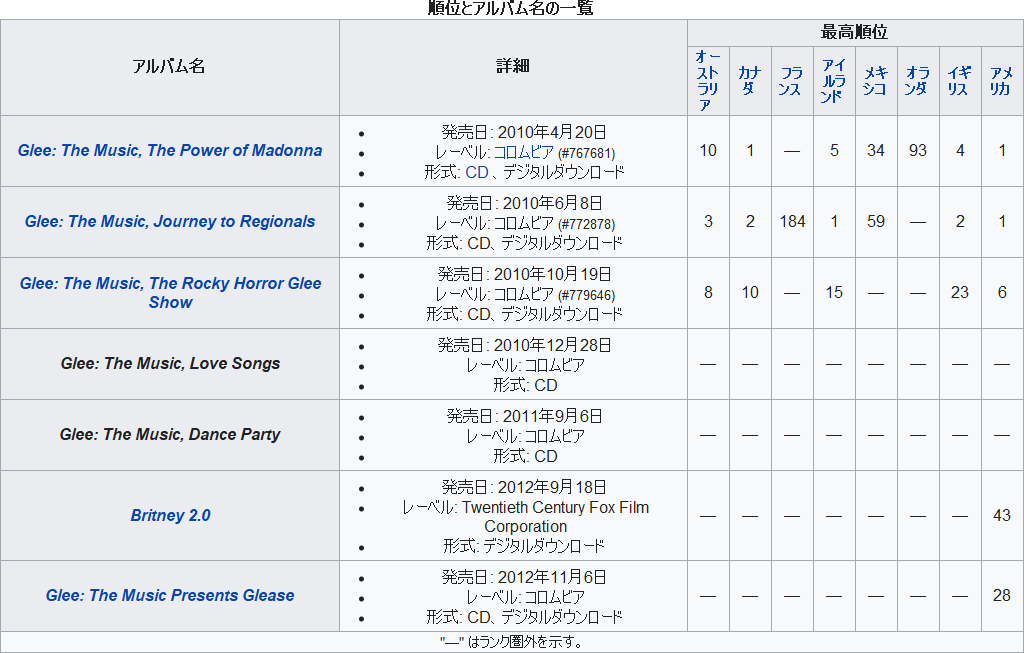 順位とアルバム名の一覧
アルバム名 詳細 最高順位
オーストラリア カナダ フランス アイルランド メキシコ オランダ イギリス アメリカ
Glee: The Music, The Power of Madonna
• 発売日: 2010年4月20日
• レーベル: コロムビア (#767681)
• 形式: CD 、デジタルダウンロード
10 1 — 5 34 93 4 1
Glee: The Music, Journey to Regionals
• 発売日: 2010年6月8日
• レーベル: コロムビア (#772878)
• 形式: CD、デジタルダウンロード
3 2 184 1 59 — 2 1
Glee: The Music, The Rocky Horror Glee
Show
• 発売日: 2010年10月19日
• レーベル: コロムビア (#779646)
• 形式: CD、デジタルダウンロード
8 10 — 15 — — 23 6
Glee: The Music, Love Songs
• 発売日: 2010年12月28日
• レーベル: コロムビア
• 形式: CD
— — — — — — — —
Glee: The Music, Dance Party
• 発売日: 2011年9月6日
• レーベル: コロムビア
• 形式: CD
— — — — — — — —
Britney 2.0
• 発売日: 2012年9月18日
• レーベル: Twentieth Century Fox Film
Corporation
• 形式: デジタルダウンロード
— — — — — — — 43
Glee: The Music Presents Glease
• 発売日: 2012年11月6日
• レーベル: コロムビア
• 形式: CD、デジタルダウンロード
— — — — — — — 28
"—" はランク圏外を示す。